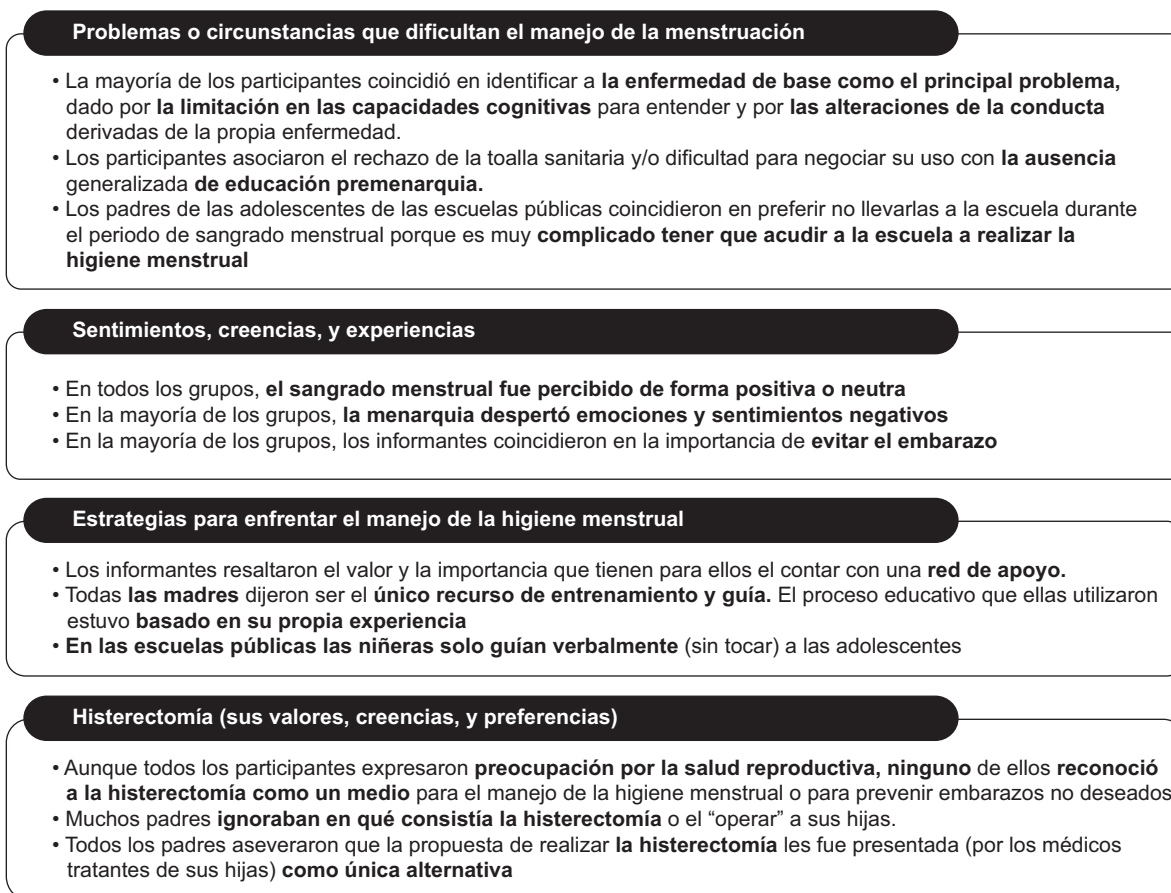 Problemas o circunstancias que dificultan el manejo de la menstruación
• La mayoría de los participantes coincidió en identificar a la enfermedad de base como el principal problema,
dado por la limitación en las capacidades cognitivas para entender y por las alteraciones de la conducta
derivadas de la propia enfermedad.
• Los participantes asociaron el rechazo de la toalla sanitaria y/o dificultad para negociar su uso con la ausencia
generalizada de educación premenarquia.
• Los padres de las adolescentes de las escuelas públicas coincidieron en preferir no llevarlas a la escuela durante
el periodo de sangrado menstrual porque es muy complicado tener que acudir a la escuela a realizar la
higiene menstrual
Sentimientos, creencias, y experiencias
• En todos los grupos, el sangrado menstrual fue percibido de forma positiva o neutra
• En la mayoría de los grupos, la menarquia despertó emociones y sentimientos negativos
• En la mayoría de los grupos, los informantes coincidieron en la importancia de evitar el embarazo
Estrategias para enfrentar el manejo de la higiene menstrual
• Los informantes resaltaron el valor y la importancia que tienen para ellos el contar con una red de apoyo.
• Todas las madres dijeron ser el único recurso de entrenamiento y guía. El proceso educativo que ellas utilizaron
estuvo basado en su propia experiencia
• En las escuelas públicas las niñeras solo guían verbalmente (sin tocar) a las adolescentes
Histerectomía (sus valores, creencias, y preferencias)
• Aunque todos los participantes expresaron preocupación por la salud reproductiva, ninguno de ellos reconoció
a la histerectomía como un medio para el manejo de la higiene menstrual o para prevenir embarazos no deseados
• Muchos padres ignoraban en qué consistía la histerectomía o el “operar” a sus hijas.
• Todos los padres aseveraron que la propuesta de realizar la histerectomía les fue presentada (por los médicos
tratantes de sus hijas) como única alternativa